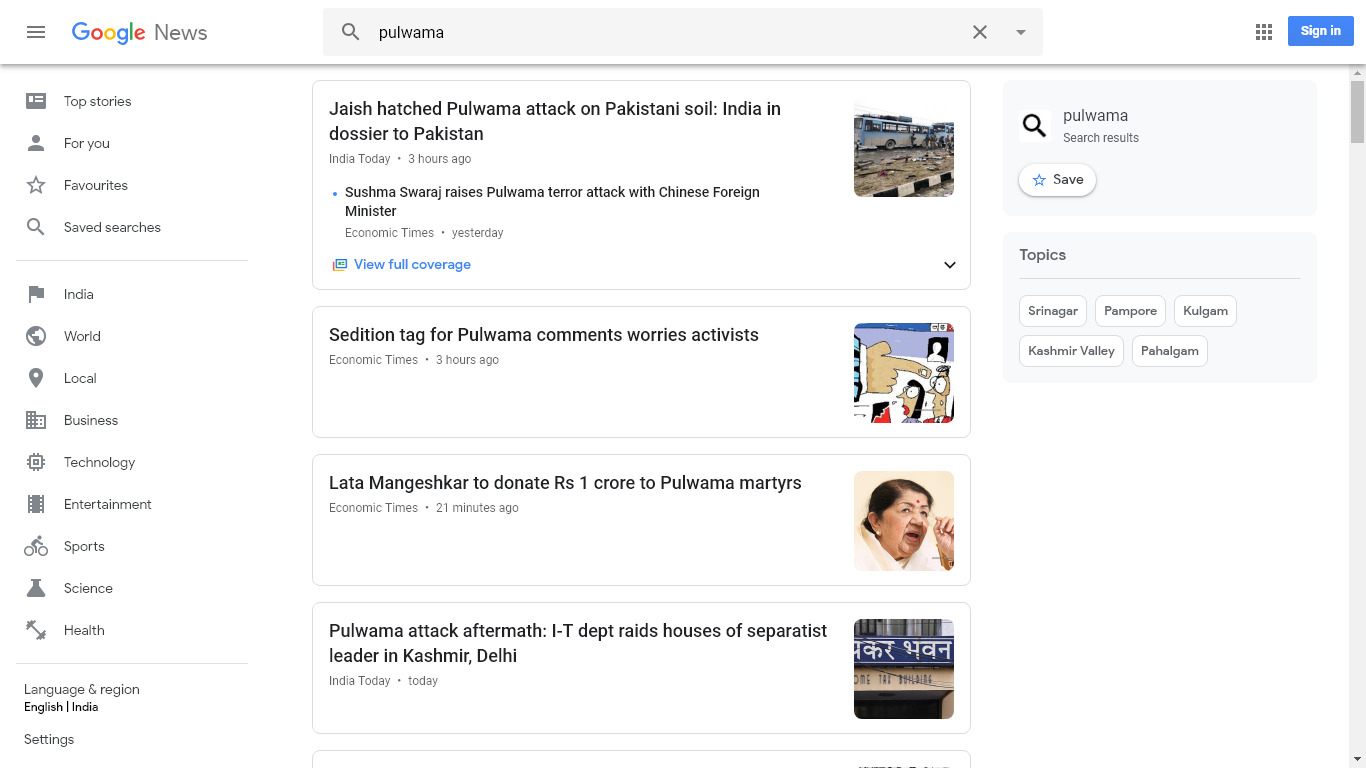 Google News
pulwama
Sign in
Top stories
For you
Favourites
Saved searches
India
World
Local
Business
Technology
Entertainment
Sports
Science
Health
Language & region
English | India
Settings
Jaish hatched Pulwama attack on Pakistani soil: India in
dossier to Pakistan
India Today • 3 hours ago
Sushma Swaraj raises Pulwama terror attack with Chinese Foreign
Minister
Economic Times • yesterday
View full coverage
Sedition tag for Pulwama comments worries activists
Economic Times • 3 hours ago
Lata Mangeshkar to donate Rs 1 crore to Pulwama martyrs
Economic Times • 21 minutes ago
Pulwama attack aftermath: I-T dept raids houses of separatist
leader in Kashmir, Delhi
India Today • today
भवन
TAX BUILDING
pulwama
Search results
Save
Topics
Srinagar
Pampore
Kulgam
Kashmir Valley
Pahalgam